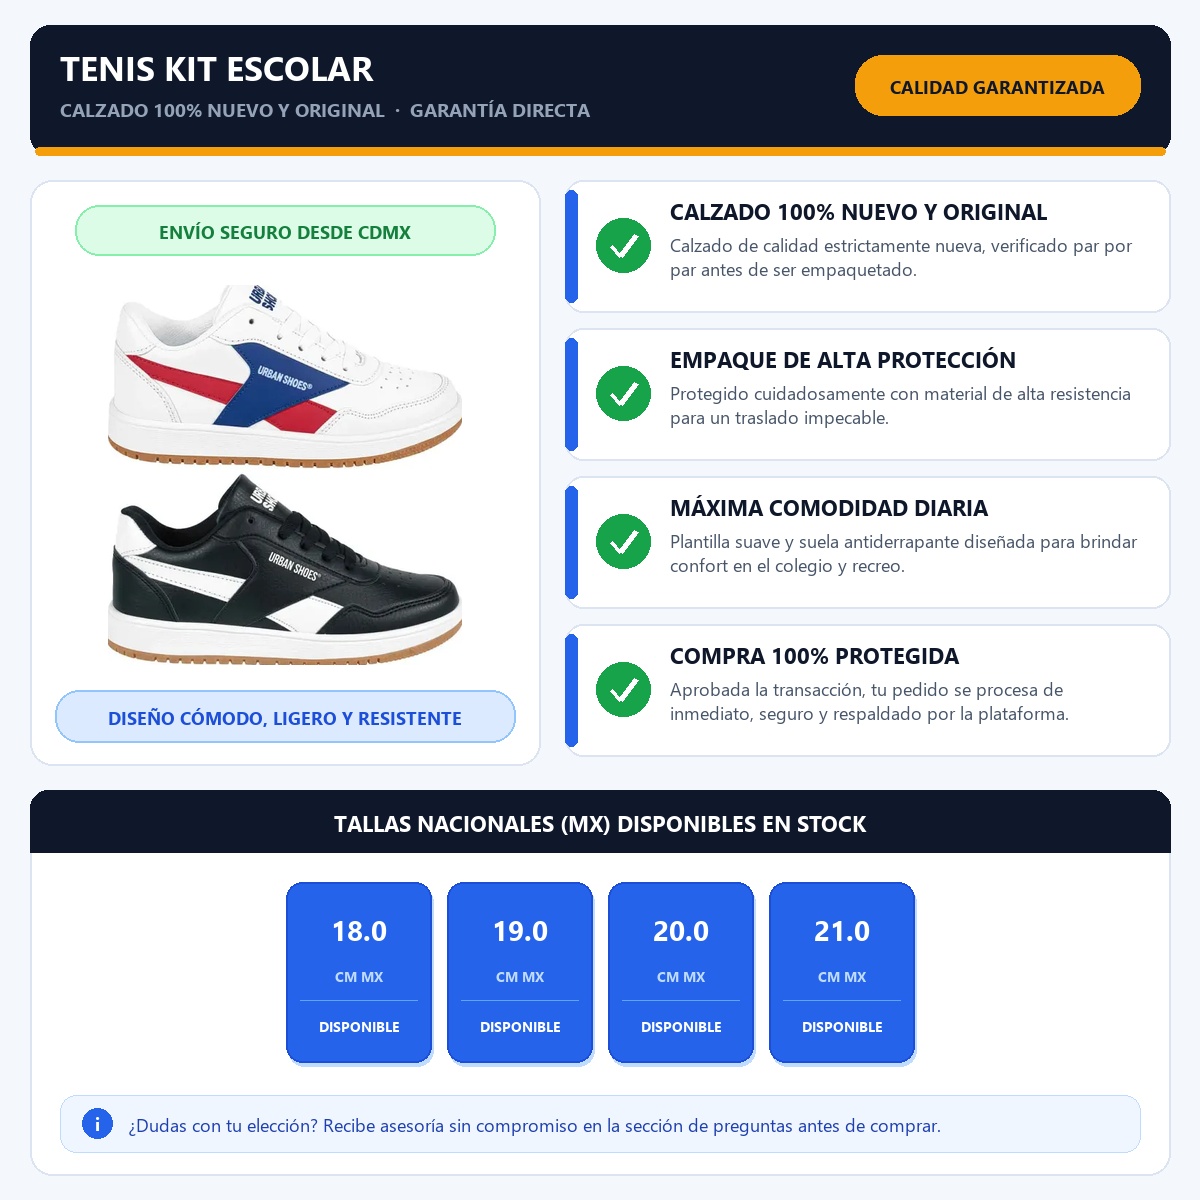 TENIS KIT ESCOLAR
CALZADO 100% NUEVO Y ORIGINAL · GARANTÍA DIRECTA
CALIDAD GARANTIZADA
ENVÍO SEGURO DESDE CDMX
URBAN SHOES®
URBAN SHOES®
DISEÑO CÓMODO, LIGERO Y RESISTENTE
CALZADO 100% NUEVO Y ORIGINAL
Calzado de calidad estrictamente nueva, verificado par por
par antes de ser empaquetado.
EMPAQUE DE ALTA PROTECCIÓN
Protegido cuidadosamente con material de alta resistencia
para un traslado impecable.
MÁXIMA COMODIDAD DIARIA
Plantilla suave y suela antiderrapante diseñada para brindar
confort en el colegio y recreo.
COMPRA 100% PROTEGIDA
Aprobada la transacción, tu pedido se procesa de
inmediato, seguro y respaldado por la plataforma.
TALLAS NACIONALES (MX) DISPONIBLES EN STOCK
18.0
CM MX
DISPONIBLE
19.0
CM MX
DISPONIBLE
20.0
CM MX
DISPONIBLE
21.0
CM MX
DISPONIBLE
¿Dudas con tu elección? Recibe asesoría sin compromiso en la sección de preguntas antes de comprar.